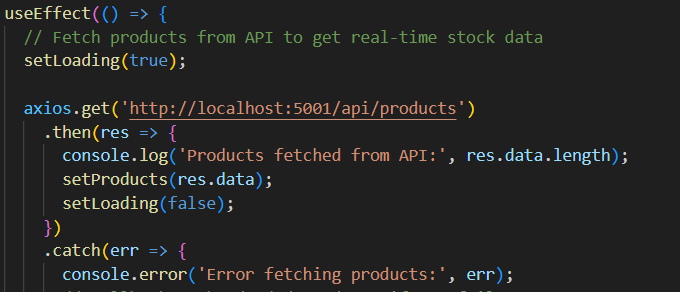 useEffect(() => {
// Fetch products from API to get real-time stock data
setLoading(true);
axios.get('http://localhost:5001/api/products')
.then(res => {
console.log('Products fetched from API:', res.data.length);
setProducts(res.data);
setLoading(false);
})
.catch(err => {
console.error('Error fetching products:', err);